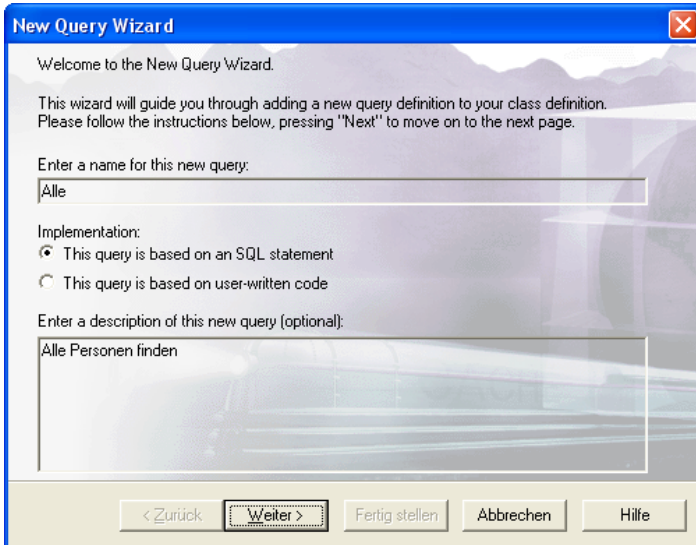 New Query Wizard
Welcome to the New Query Wizard.
This wizard will guide you through adding a new query definition to your class definition.
Please follow the instructions below, pressing "Next" to move on to the next page.
Enter a name for this new query:
Alle
Implementation:
This query is based on an SQL statement
This query is based on user-written code
Enter a description of this new query (optional):
Alle Personen finden
< Zurück Weiter > Fertig stellen Abbrechen Hilfe